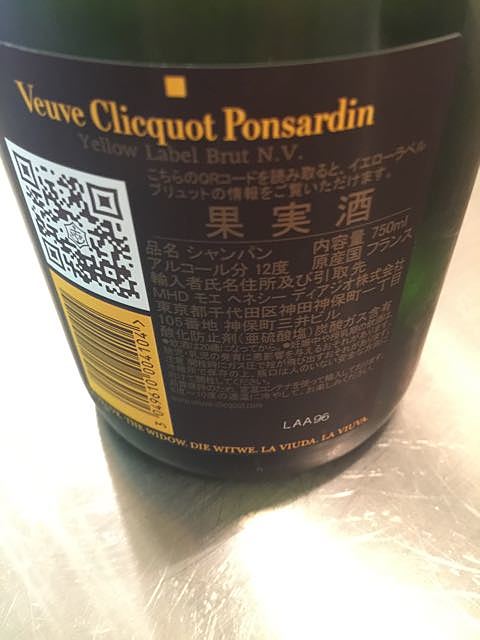 Veuve Clicquot Ponsardin
Yellow Label Brut N.V.
こちらのQRコードを読み取ると、イエローラベル
ブリュットの情報をご覧いただけます。
果実酒
品名 シャンパン 内容量 750ml
アルコール分 12度 原産国 フランス
輸入者氏名住所及び引取先
MHD モエ ヘネシー ディアジオ株式会社
東京都千代田区神田神保町一丁目
105番地 神保町三井ビル
酸化防止剤(亜硫酸塩) 炭酸ガス含有
www.veuve-clicquot.com
3 049610 004104
LAA96
THE WIDOW. DIE WITWE. LA VIUDA. LA VIUVA.